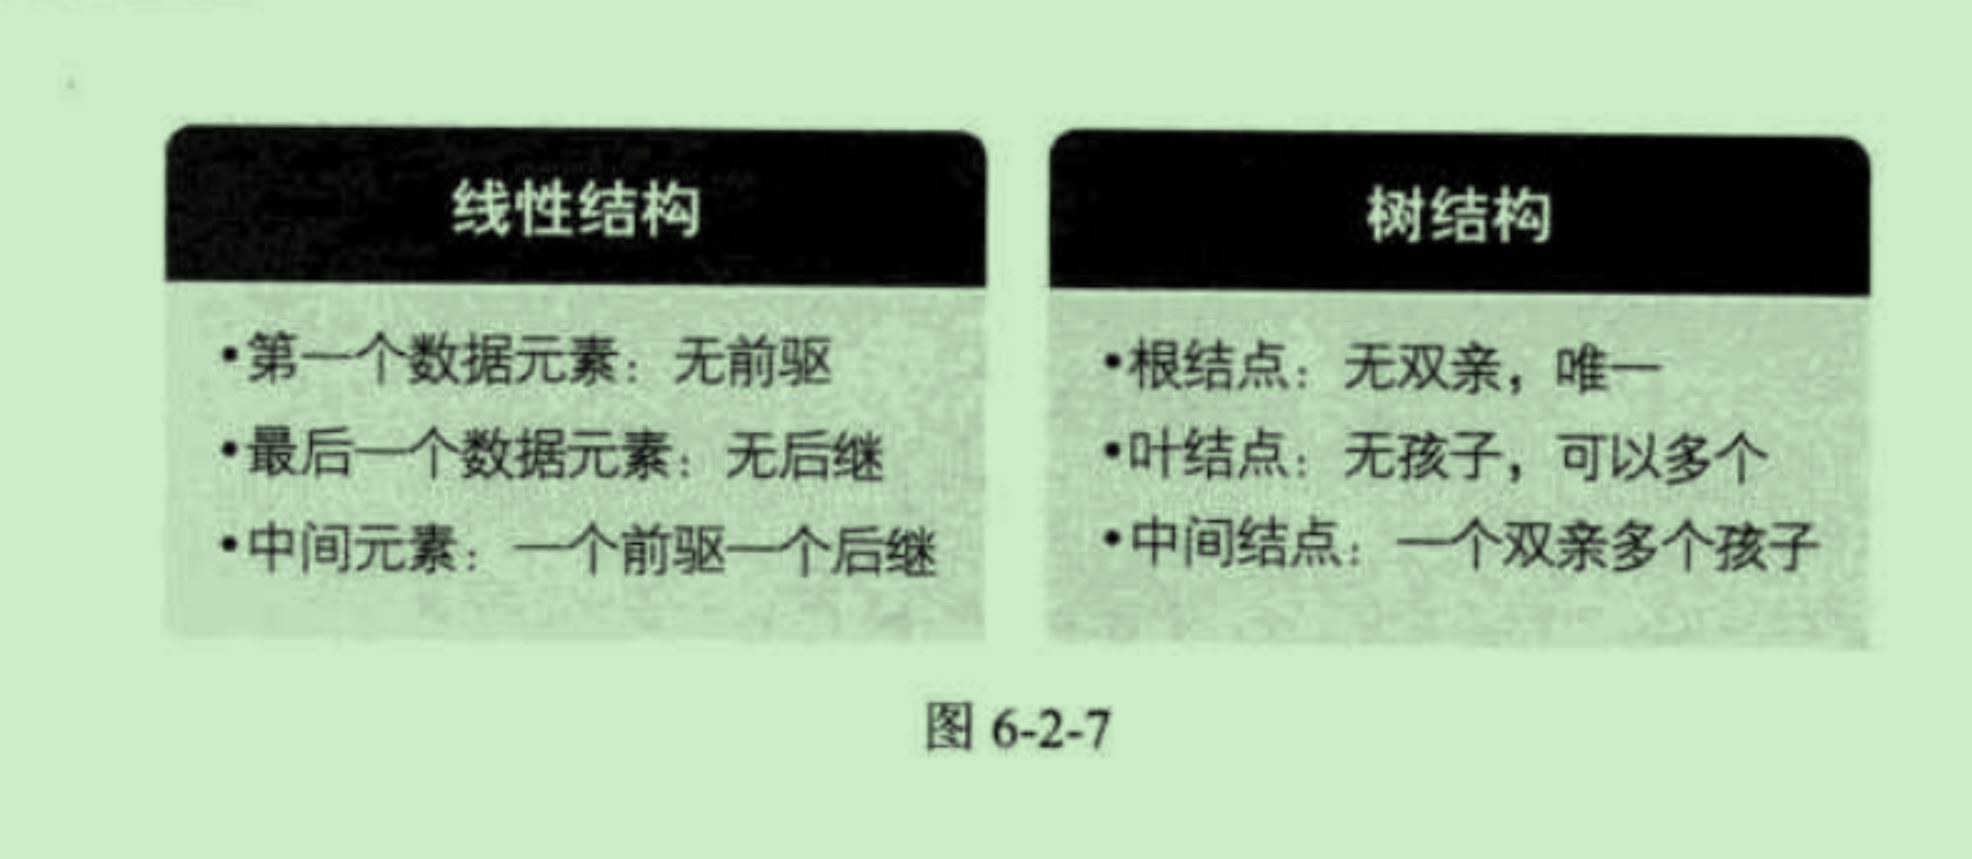 线性结构
•第一个数据元素：无前驱
•最后一个数据元素：无后继
•中间元素：一个前驱一个后继
树结构
•根结点：无双亲，唯一
•叶结点：无孩子，可以多个
•中间结点：一个双亲多个孩子
图 6-2-7